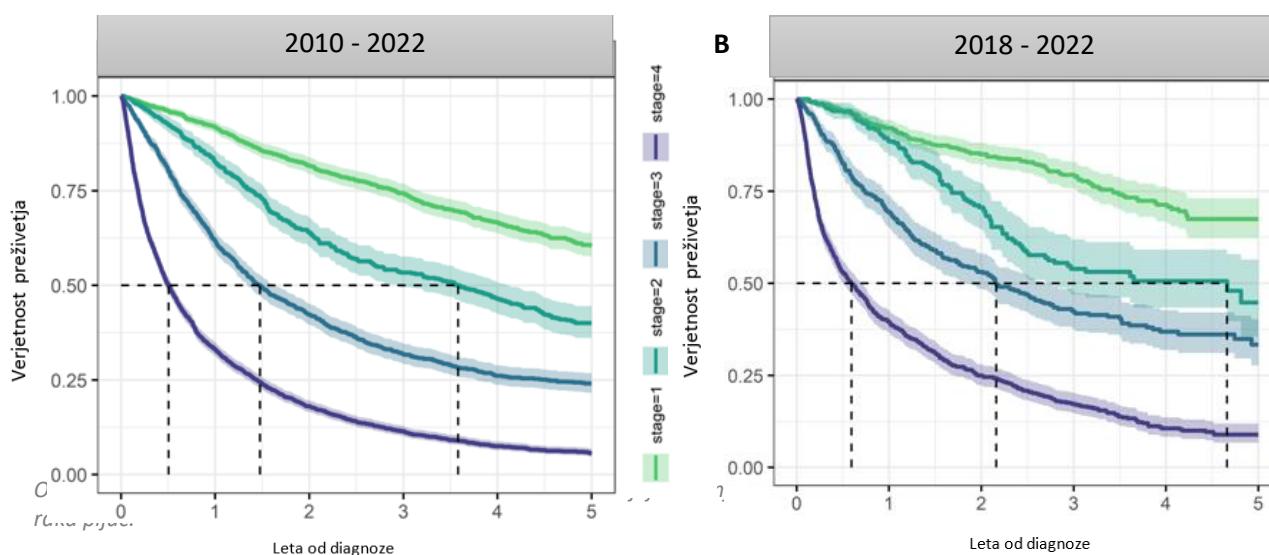 2010 - 2022
Verjetnost preživetja
1.00
0.75
0.50
0.25
0.00
0 1 2 3 4 5
Leta od diagnoze
stage=1 stage=2 stage=3 stage=4
B
2018 - 2022
Verjetnost preživetja
1.00
0.75
0.50
0.25
0.00
0 1 2 3 4 5
Leta od diagnoze